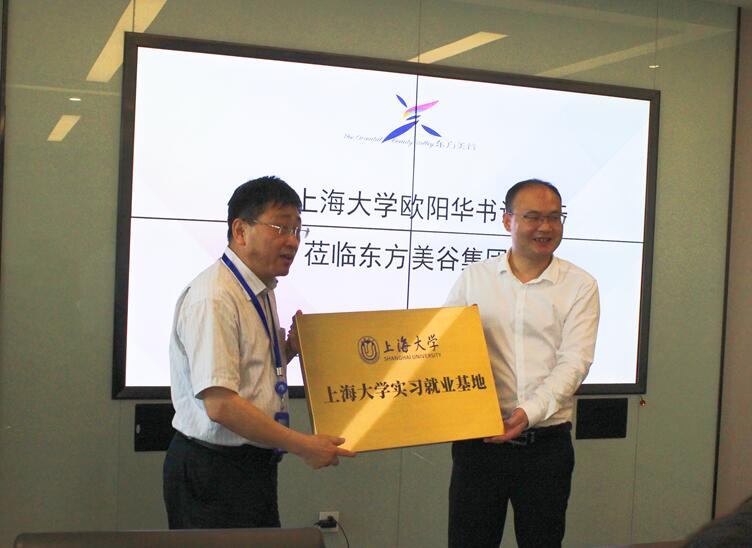 The Oriental Beauty Valley 东方美谷
上海大学欧阳华书
莅临东方美谷集团
上海大学
SHANGHAI UNIVERSITY
上海大学实习就业基地